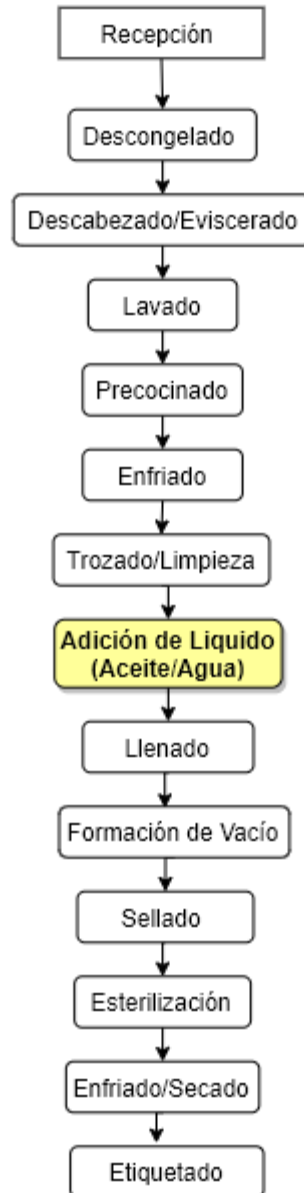 Recepción
Descongelado
Descabezado/Eviscerado
Lavado
Precocinado
Enfriado
Trozado/Limpieza
Adición de Liquido
(Aceite/Agua)
Llenado
Formación de Vacío
Sellado
Esterilización
Enfriado/Secado
Etiquetado